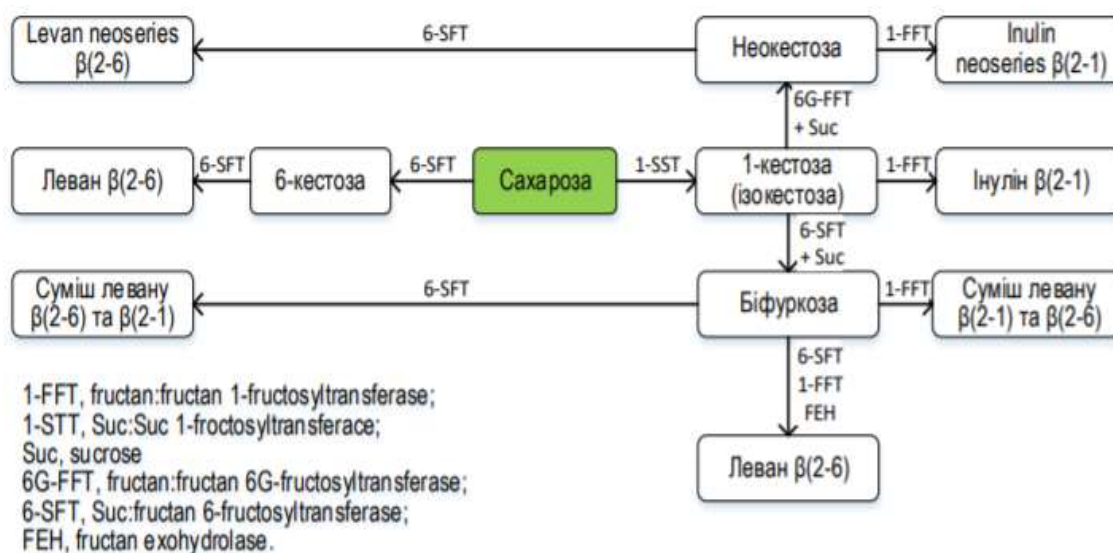 Levan neoseries
β(2-6)
6-SFT
Неокестоза
1-FFT
Inulin
neoseries β(2-1)
6G-FFT
+ Suc
Леван β(2-6)
6-SFT
6-кестоза
6-SFT
Сахароза
1-SST
1-кестоза
(ізокестоза)
1-FFT
Інулін β(2-1)
6-SFT
+ Suc
Суміш левану
β(2-6) та β(2-1)
6-SFT
Біфуркоза
1-FFT
Суміш левану
β(2-1) та β(2-6)
6-SFT
1-FFT
FEH
Леван β(2-6)
1-FFT, fructan:fructan 1-fructosyltransferase;
1-STT, Suc:Suc 1-froctosyltransferace;
Suc, sucrose
6G-FFT, fructan:fructan 6G-fructosyltransferase;
6-SFT, Suc:fructan 6-fructosyltransferase;
FEH, fructan exohydrolase.